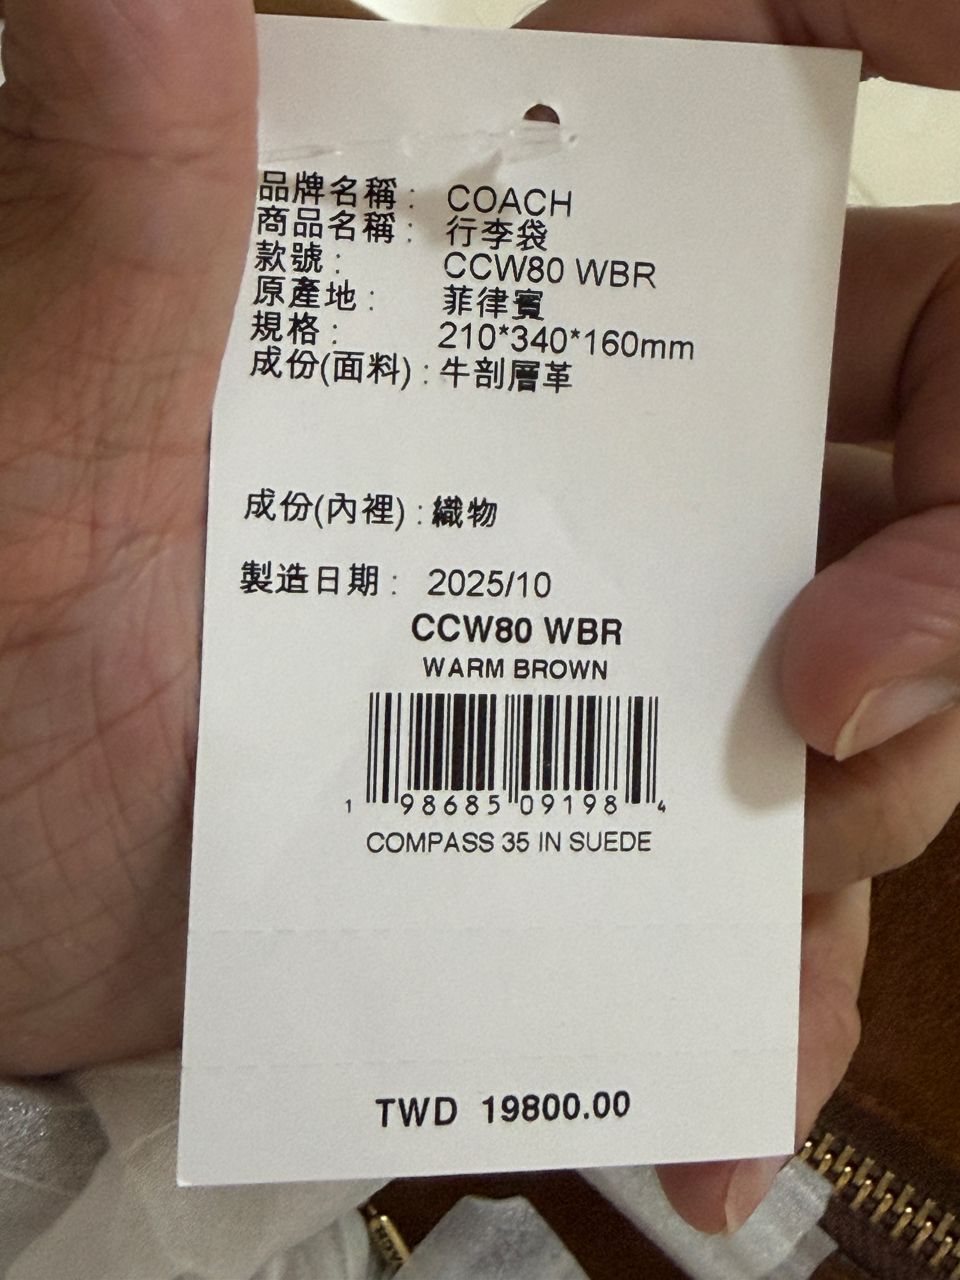 品牌名稱: COACH
商品名稱: 行李袋
款號: CCW80 WBR
原產地: 菲律賓
規格: 210*340*160mm
成份(面料): 牛剖層革
成份(內裡): 織物
製造日期: 2025/10
CCW80 WBR
WARM BROWN
1 98685 09198 4
COMPASS 35 IN SUEDE
TWD 19800.00